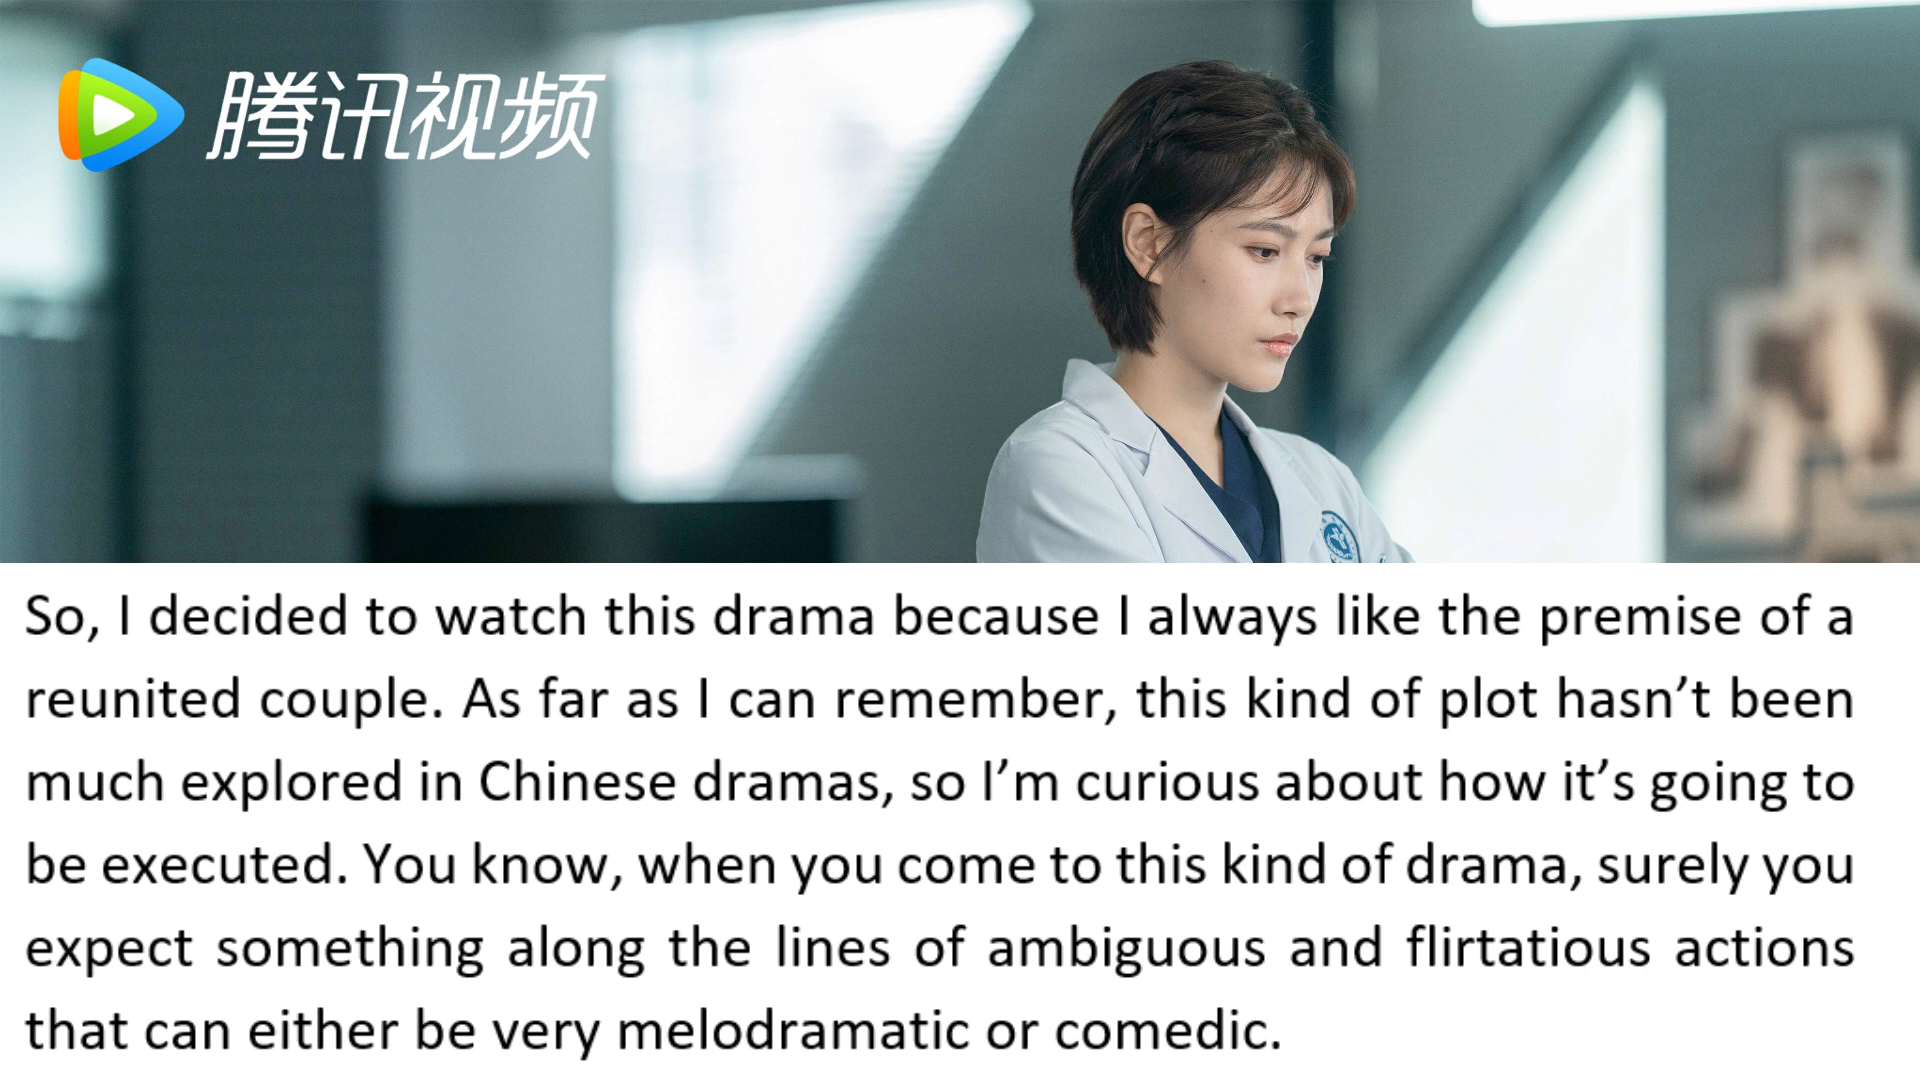 腾讯视频
So, I decided to watch this drama because I always like the premise of a
reunited couple. As far as I can remember, this kind of plot hasn’t been
much explored in Chinese dramas, so I’m curious about how it’s going to
be executed. You know, when you come to this kind of drama, surely you
expect something along the lines of ambiguous and flirtatious actions
that can either be very melodramatic or comedic.